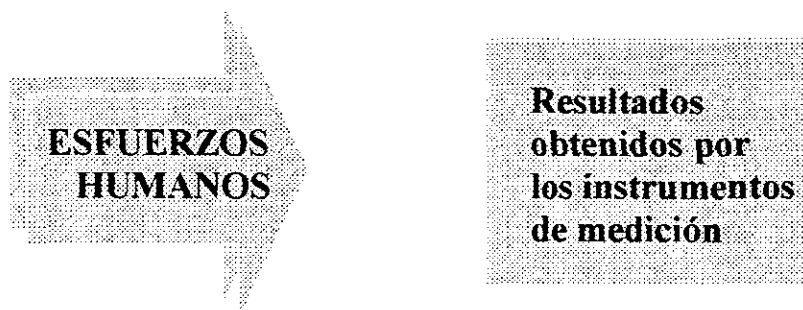 ESFUERZOS
HUMANOS
Resultados
obtenidos por
los instrumentos
de medición